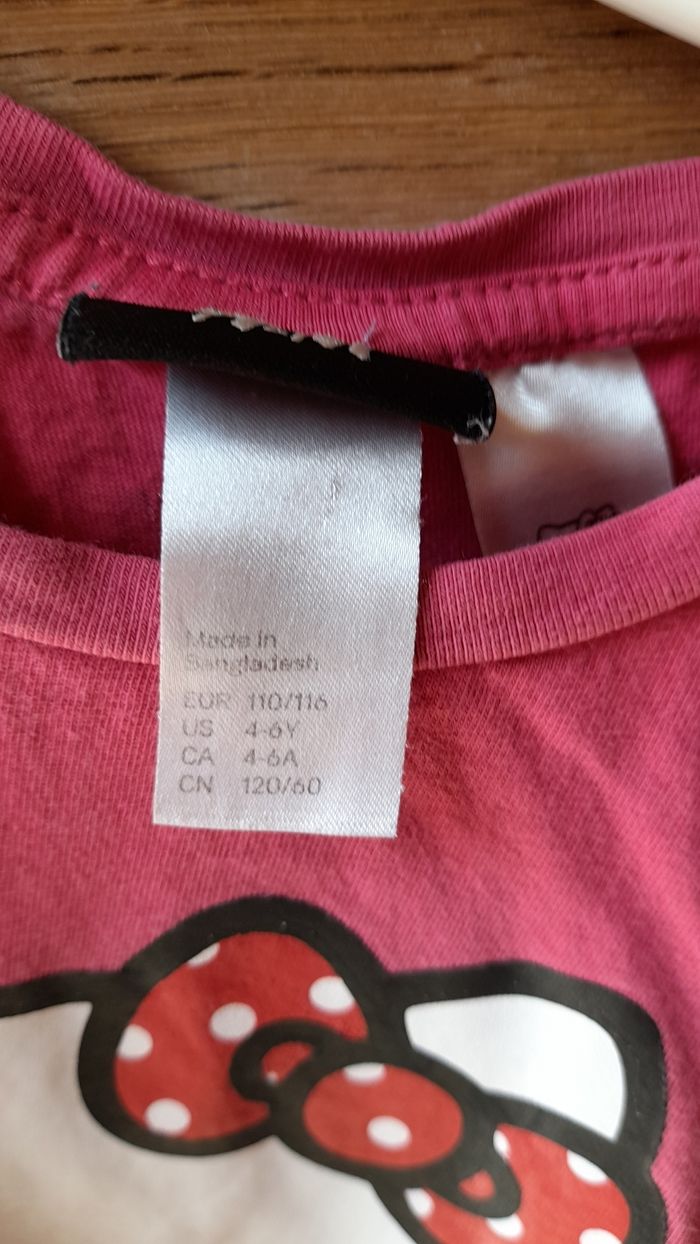 Made in
Bangladesh
EUR 110/116
US 4-6Y
CA 4-6A
CN 120/60